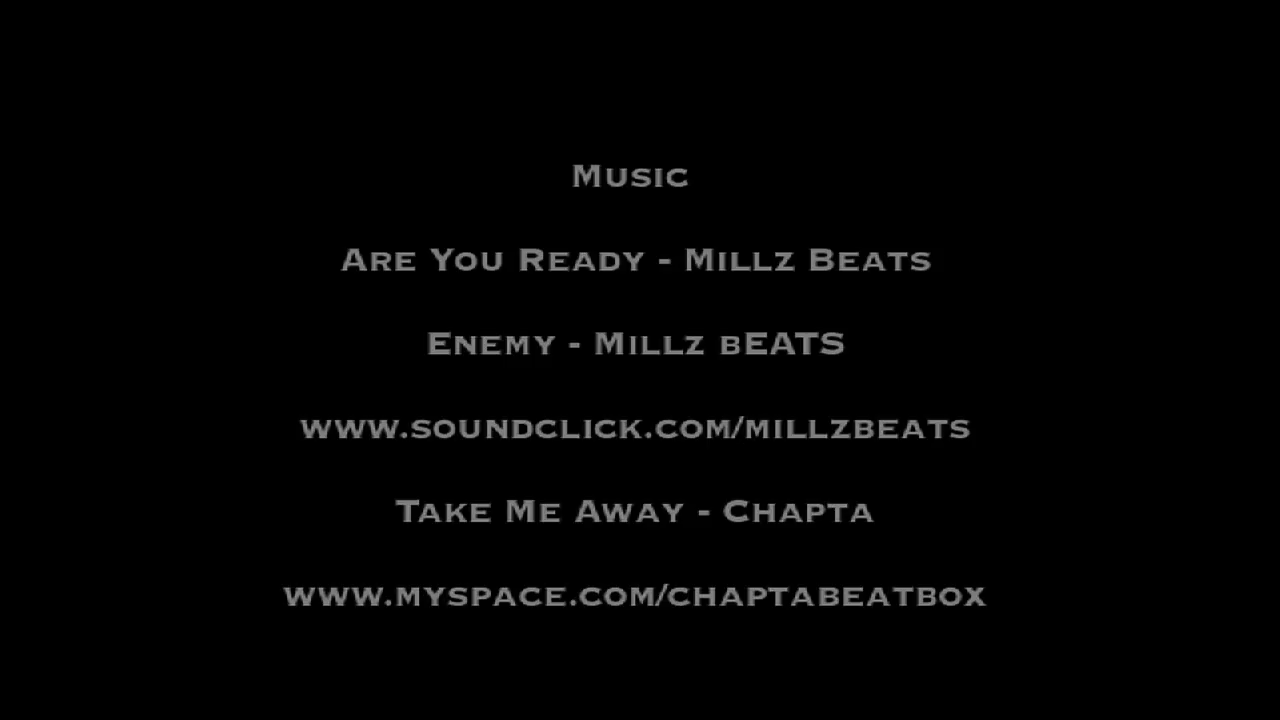 Music
Are You Ready - Millz Beats
Enemy - Millz bEATS
www.soundclick.com/millzbeats
Take Me Away - Chapta
www.myspace.com/chaptabeatbox